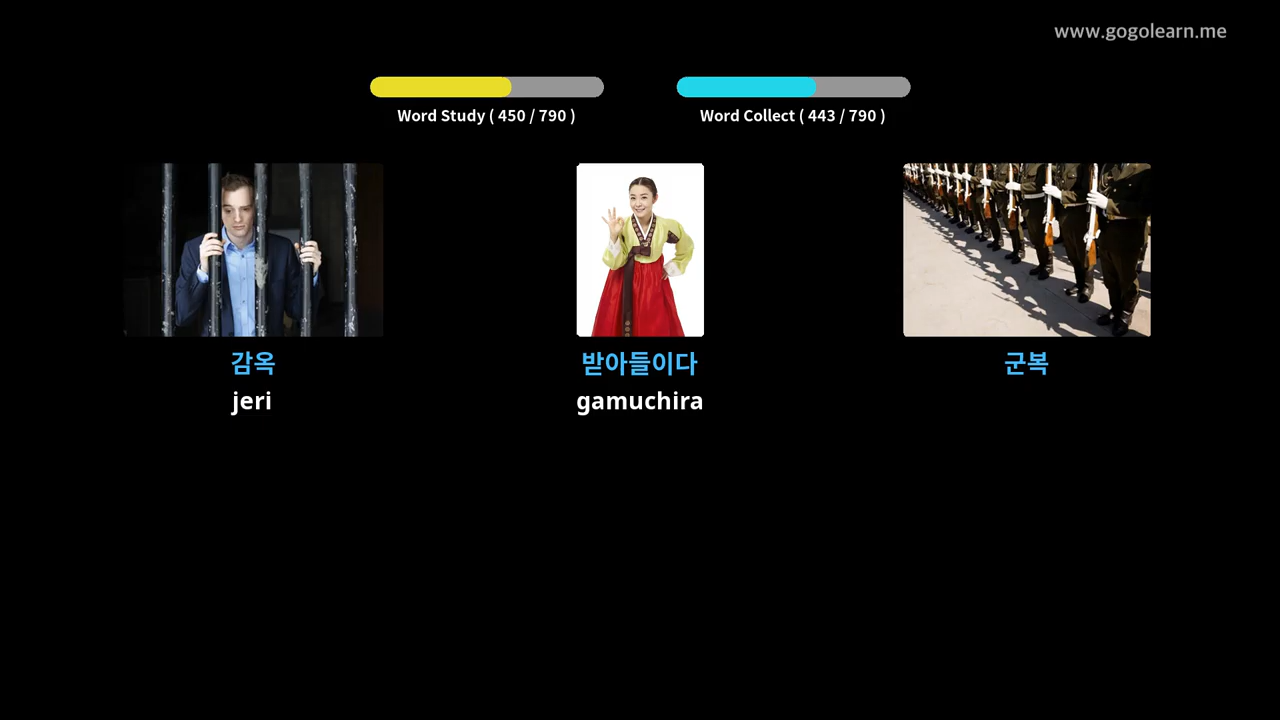 www.gogolearn.me
Word Study ( 450 / 790 )
Word Collect ( 443 / 790 )
감옥
받아들이다
군복
jeri
gamuchira